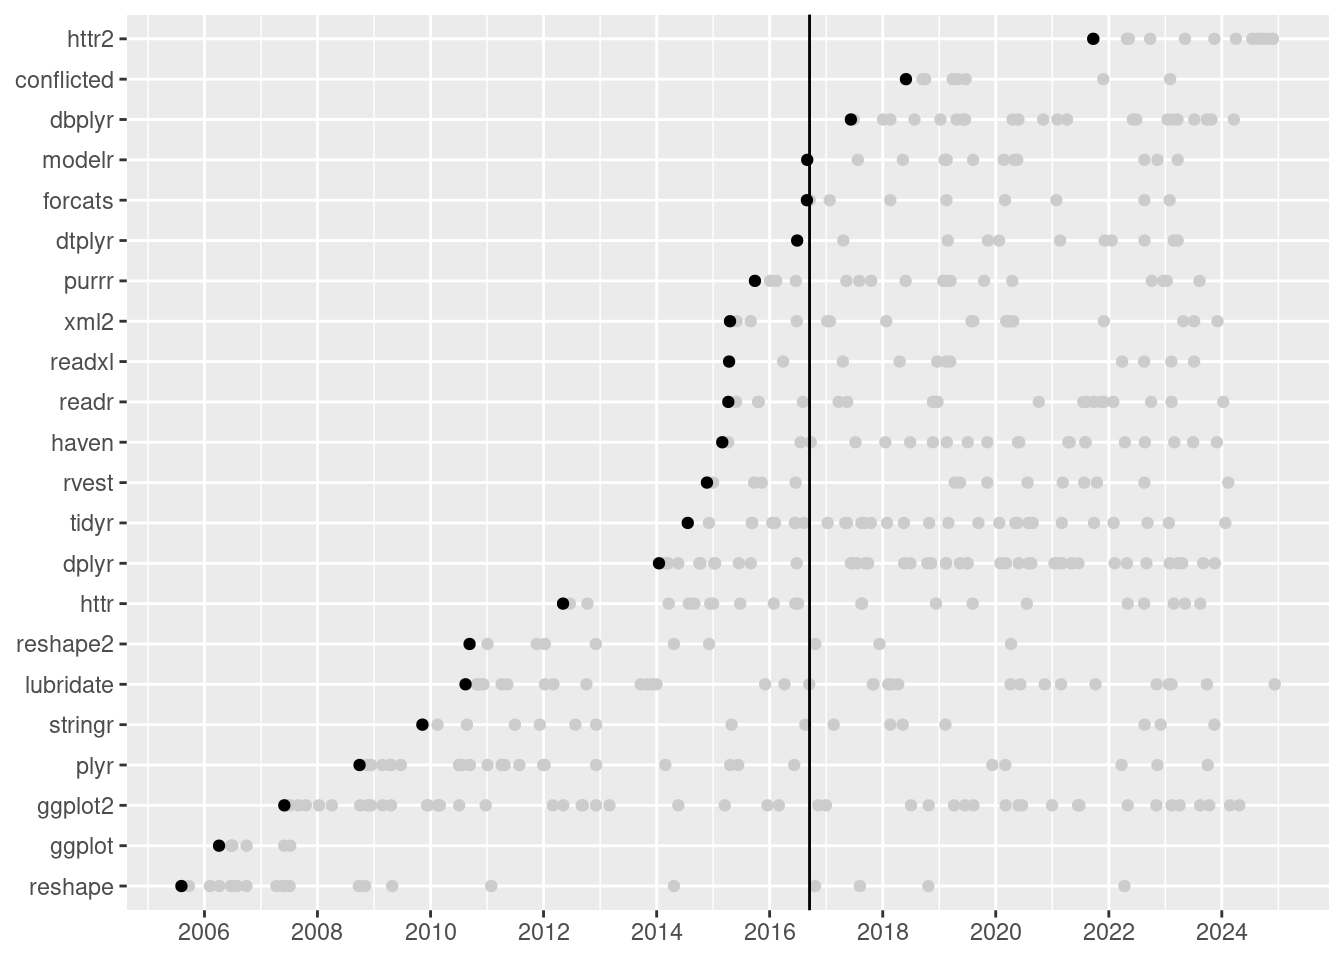 httr2
conflicted
dbplyr
modelr
forcats
dtplyr
purrr
xml2
readxl
readr
haven
rvest
tidyr
dplyr
httr
reshape2
lubridate
stringr
plyr
ggplot2
ggplot
reshape
2006 2008 2010 2012 2014 2016 2018 2020 2022 2024